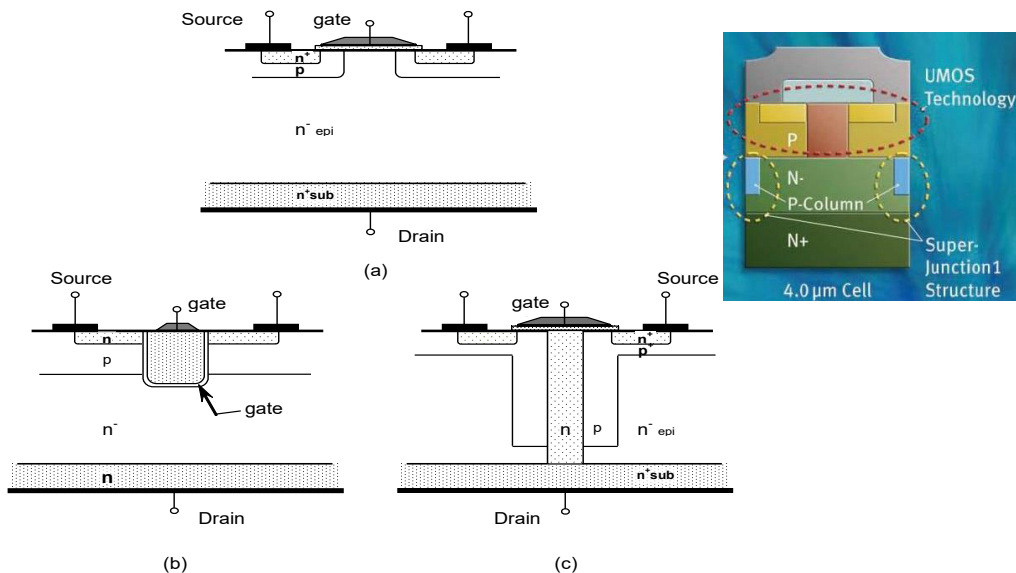 Source
gate
n+
p
n- epi
n+sub
Drain
(a)
Source
gate
n
p
gate
n-
n
Drain
(b)
gate
Source
n+
p+
n
p
n- epi
n+sub
Drain
(c)
UMOS
Technology
P
N-
P-Column
N+
Super-
Junction1
Structure
4.0 µm Cell